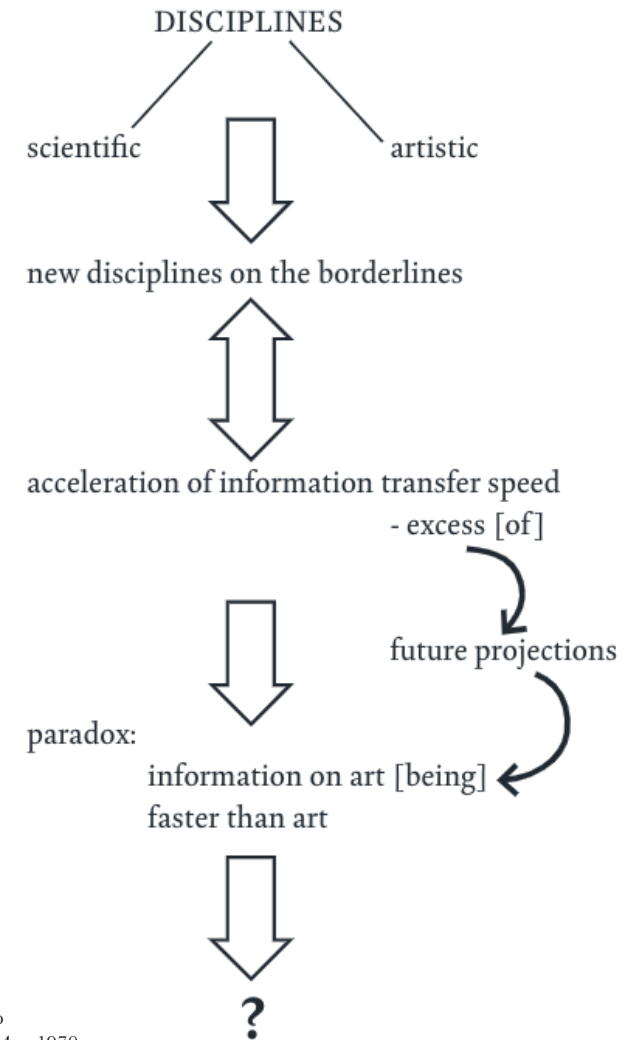 DISCIPLINES
scientific
artistic
new disciplines on the borderlines
acceleration of information transfer speed
- excess [of]
future projections
paradox:
information on art [being]
faster than art
?